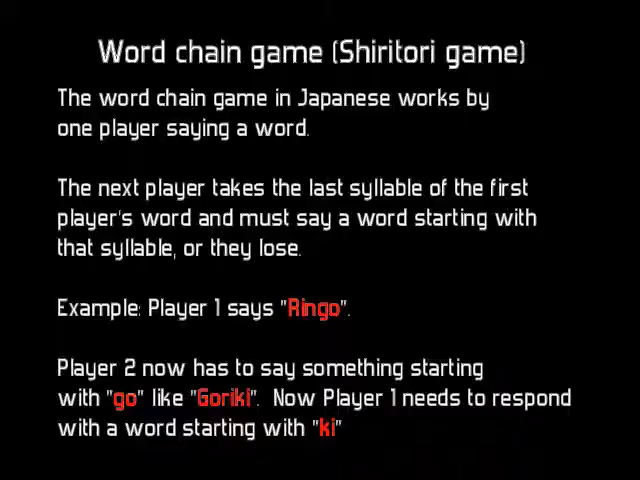 Word chain game (Shiritori game)
The word chain game in Japanese works by
one player saying a word.
The next player takes the last syllable of the first
player's word and must say a word starting with
that syllable, or they lose.
Example: Player 1 says "Ringo".
Player 2 now has to say something starting
with "go" like "Goriki". Now Player 1 needs to respond
with a word starting with "ki"